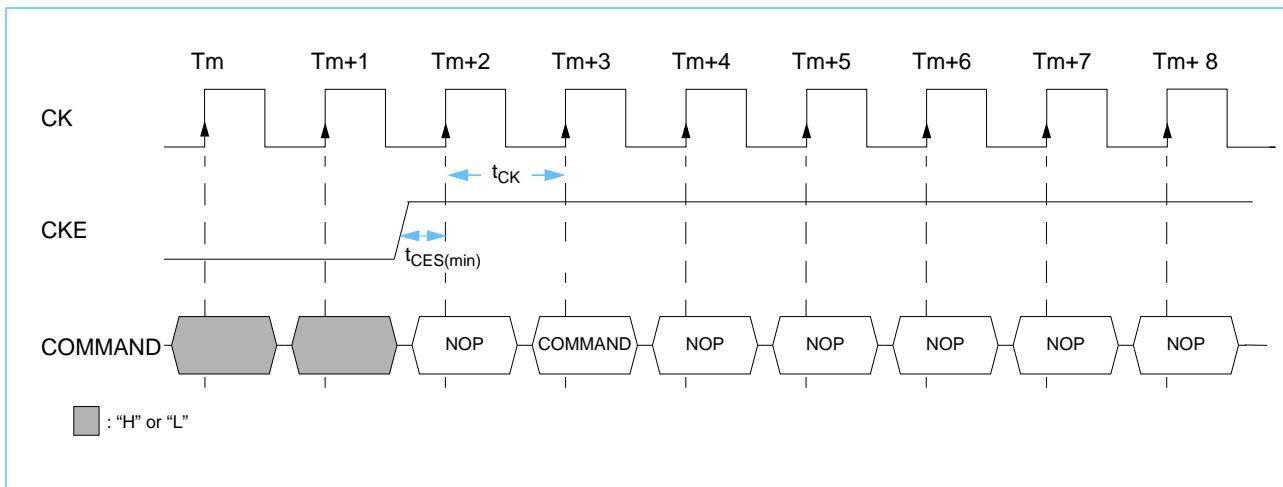 Tm Tm+1 Tm+2 Tm+3 Tm+4 Tm+5 Tm+6 Tm+7 Tm+ 8
CK
tCK
CKE
tCES(min)
COMMAND NOP COMMAND NOP NOP NOP NOP NOP
: “H” or “L”